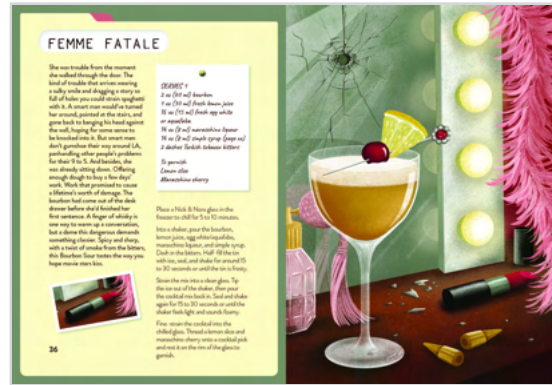 FEMME FATALE
She was trouble from the moment
she walked through the door. The
kind of trouble that arrives wearing
a sulky smile and dragging a story so
full of holes you could strain spaghetti
with it. A smart man would've turned
her around, pointed at the stairs, and
gone back to banging his head against
the wall, hoping for some sense to
be knocked into it. But smart men
don't gumshoe their way around LA,
panhandling other people's problems
for their 9 to 5. And besides, she
was already sitting down. Offering
enough dough to buy a few days'
work. Work that promised to cause
a lifetime's worth of damage. The
bourbon had come out of the desk
drawer before she'd finished her
first sentence. A finger of whisky is
one way to warm up a conversation,
but a dame this dangerous demands
something classier. Spicy and sharp,
with a twist of smoke from the bitters,
this Bourbon Sour tastes the way you
hope movie stars kiss.
36
SERVES 1
2 oz (60 ml) bourbon
1 oz (30 ml) fresh lemon juice
½ oz (15 ml) fresh egg white
or aquafaba
¼ oz (8 ml) maraschino liqueur
¼ oz (8 ml) simple syrup (page 20)
2 dashes Turkish tobacco bitters
To garnish
Lemon slice
Maraschino cherry
Place a Nick & Nora glass in the
freezer to chill for 5 to 10 minutes.
Into a shaker, pour the bourbon,
lemon juice, egg white/aquafaba,
maraschino liqueur, and simple syrup.
Dash in the bitters. Half-fill the tin
with ice, seal, and shake for around 15
to 30 seconds or until the tin is frosty.
Strain the mix into a clean glass. Tip
the ice out of the shaker, then pour
the cocktail mix back in. Seal and shake
again for 15 to 30 seconds or until the
shaker feels light and sounds foamy.
Fine-strain the cocktail into the
chilled glass. Thread a lemon slice and
maraschino cherry onto a cocktail pick
and rest it on the rim of the glass to
garnish.